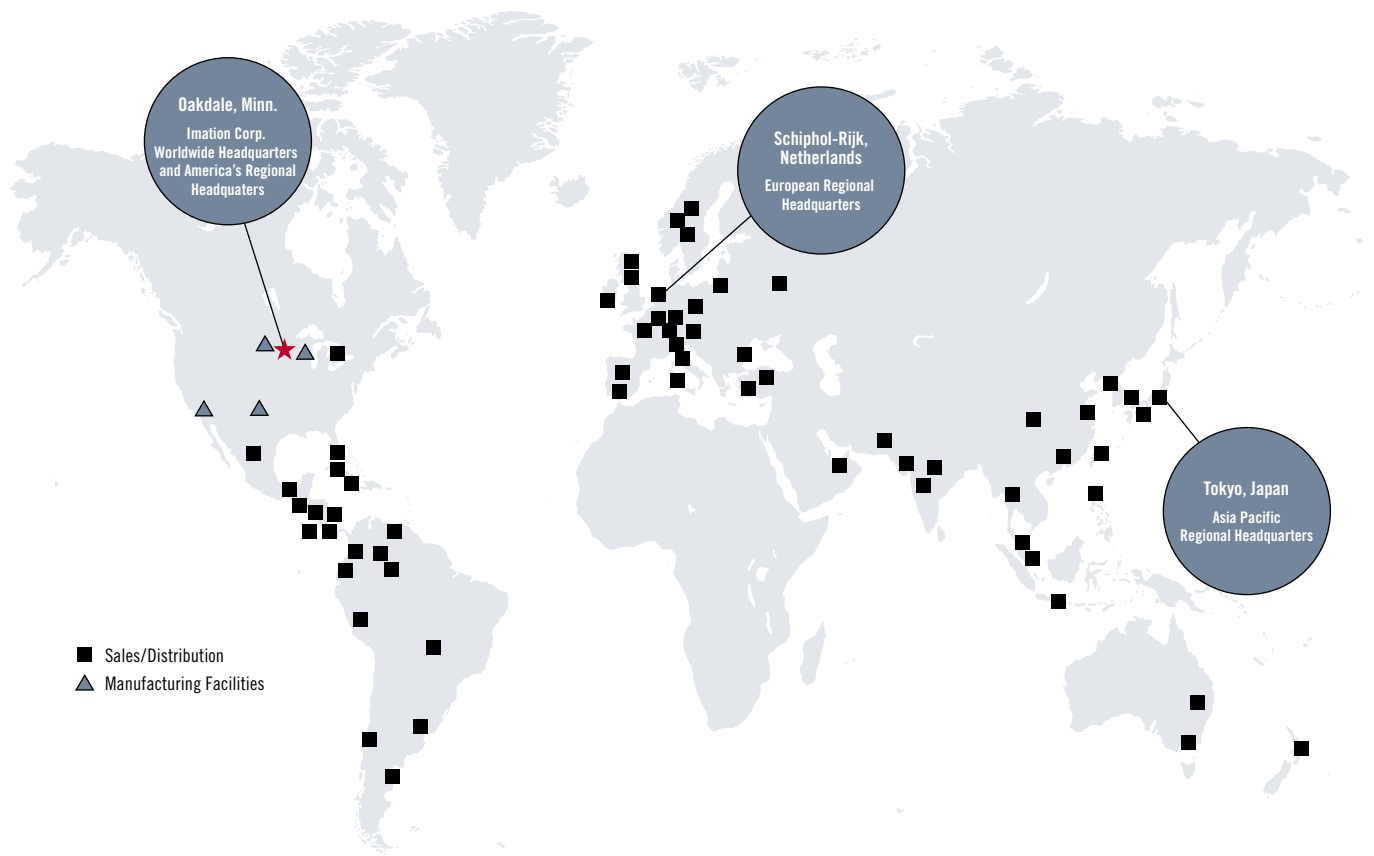 Oakdale, Minn.
Imation Corp.
Worldwide Headquarters
and America's Regional
Headquaters
Schiphol-Rijk,
Netherlands
European Regional
Headquarters
Tokyo, Japan
Asia Pacific
Regional Headquarters
Sales/Distribution
Manufacturing Facilities